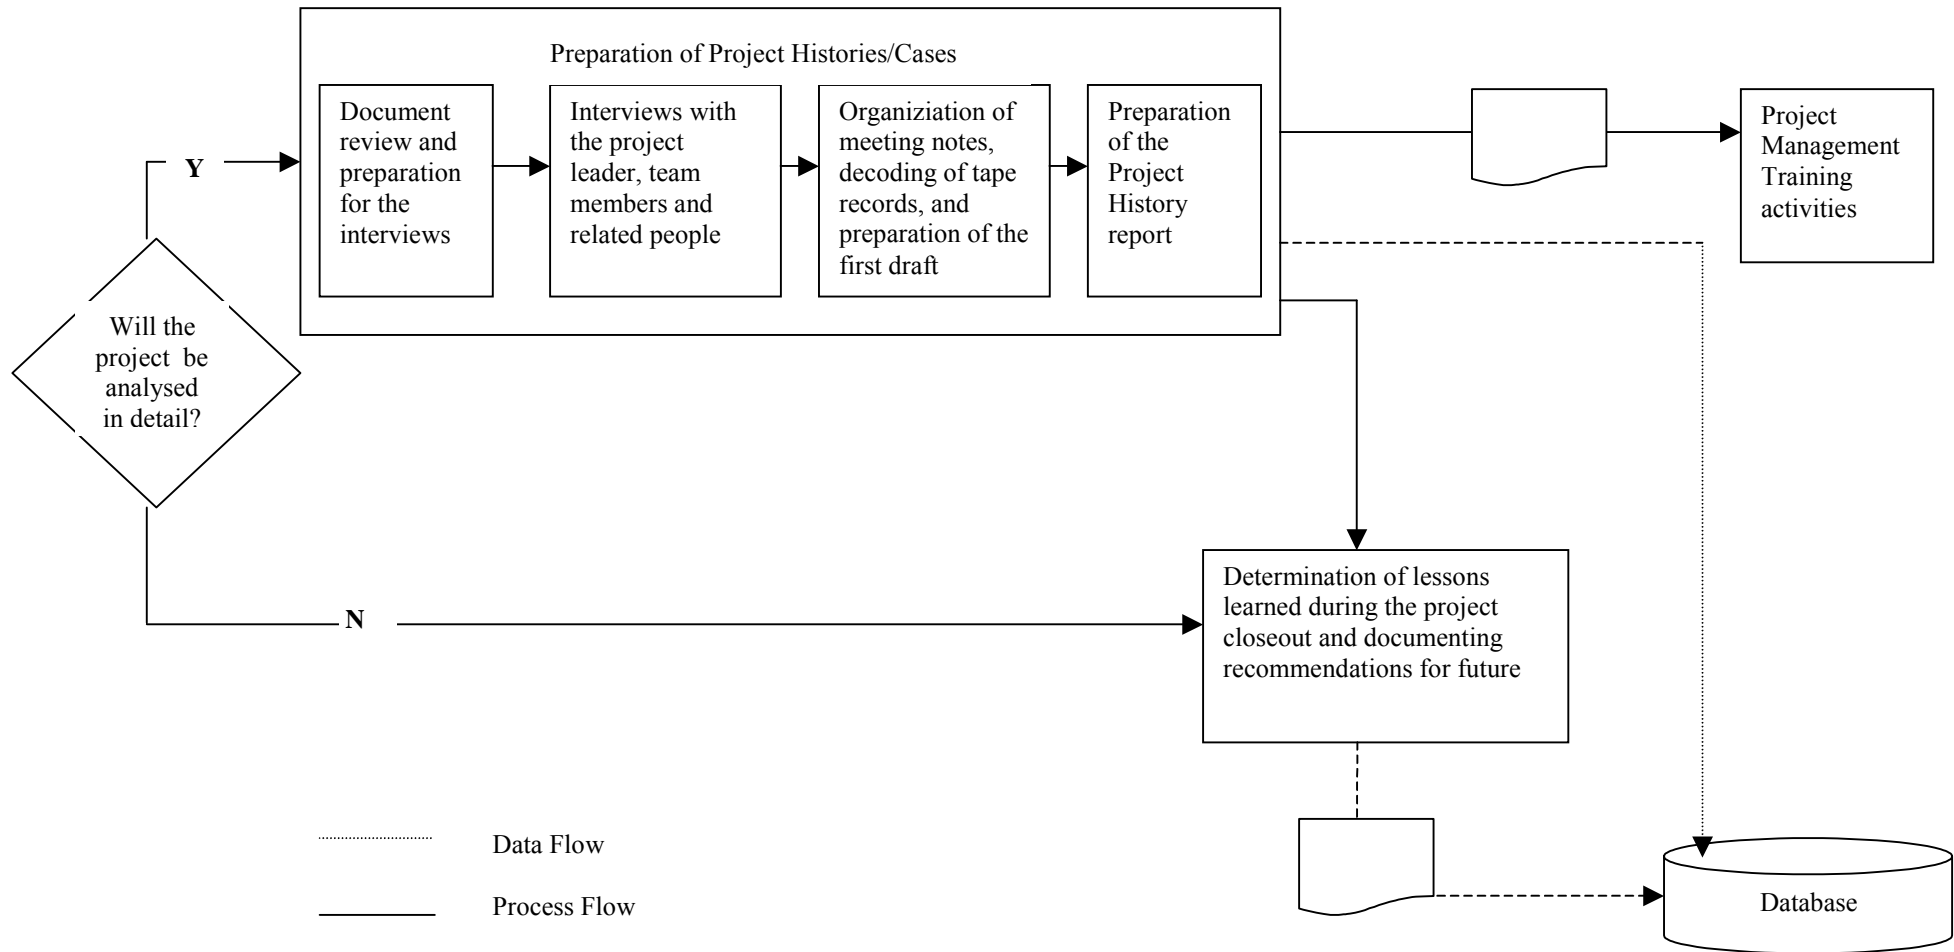 Preparation of Project Histories/Cases
Document
review and
preparation
for the
interviews
Interviews with
the project
leader, team
members and
related people
Organiziation of
meeting notes,
decoding of tape
records, and
preparation of the
first draft
Preparation
of the
Project
History
report
Project
Management
Training
activities
Y
Will the
project be
analysed
in detail?
N
Determination of lessons
learned during the project
closeout and documenting
recommendations for future
Data Flow
Process Flow
Database